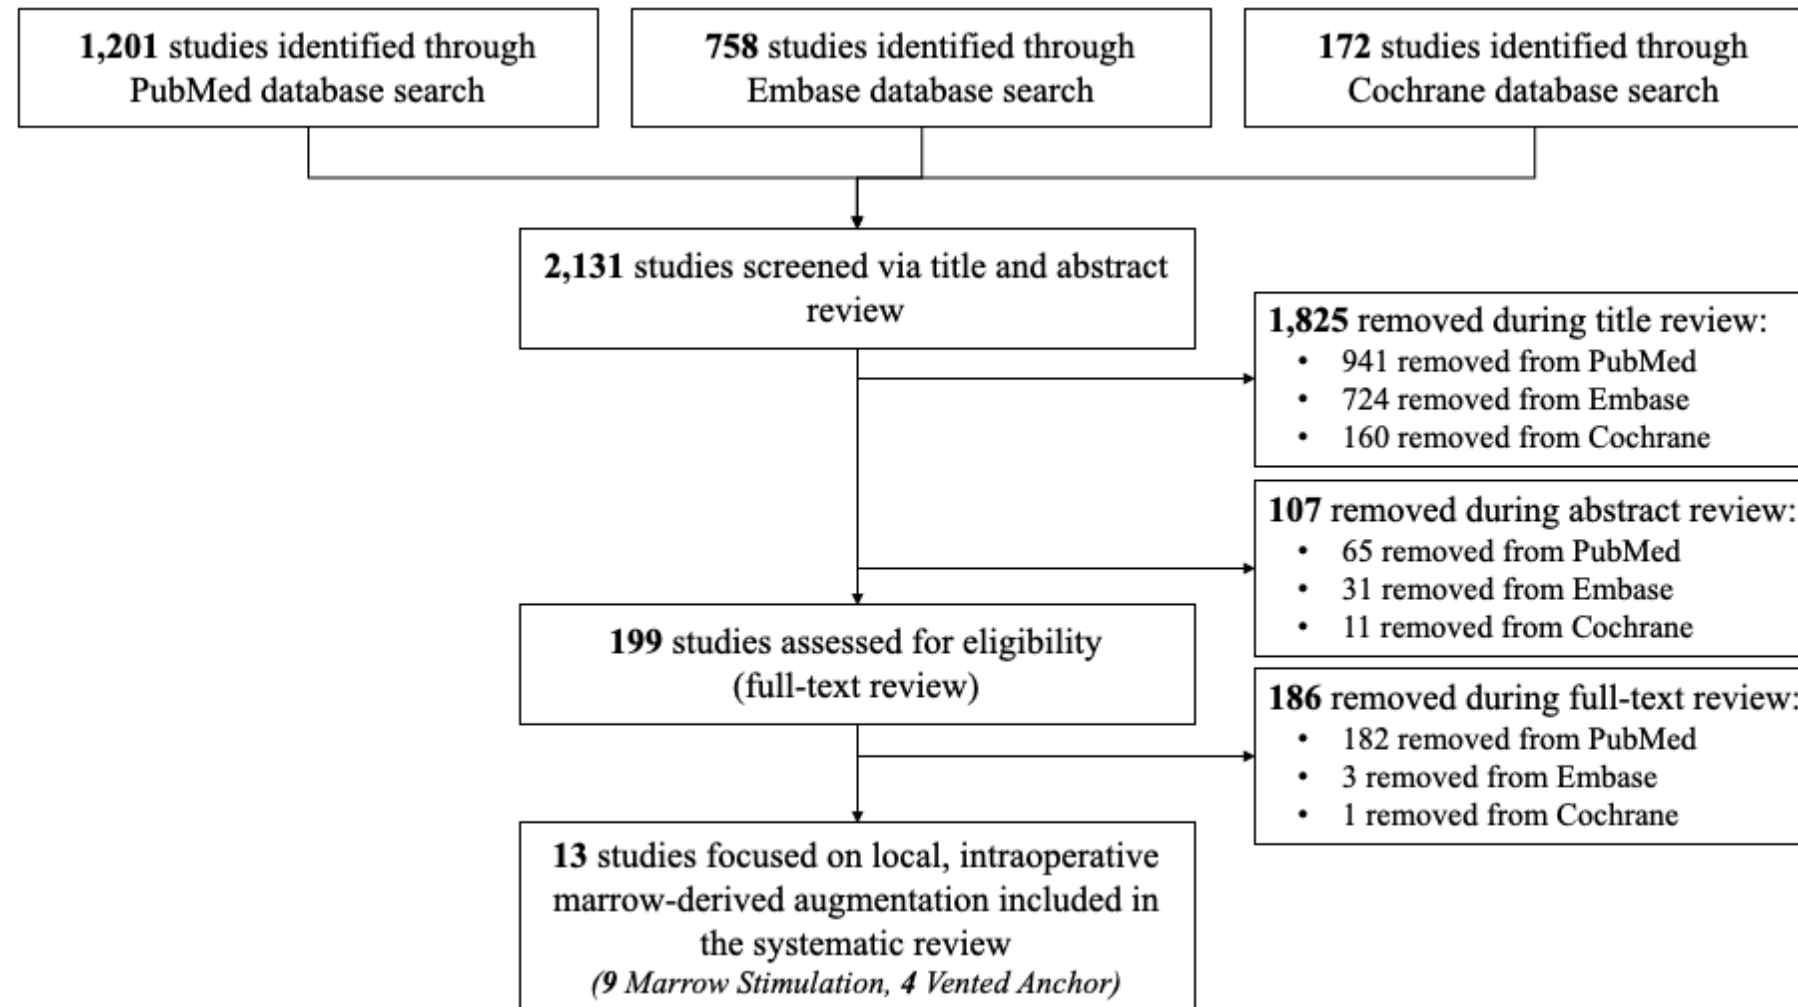 1,201 studies identified through
PubMed database search
758 studies identified through
Embase database search
172 studies identified through
Cochrane database search
2,131 studies screened via title and abstract
review
1,825 removed during title review:
• 941 removed from PubMed
• 724 removed from Embase
• 160 removed from Cochrane
107 removed during abstract review:
• 65 removed from PubMed
• 31 removed from Embase
• 11 removed from Cochrane
199 studies assessed for eligibility
(full-text review)
186 removed during full-text review:
• 182 removed from PubMed
• 3 removed from Embase
• 1 removed from Cochrane
13 studies focused on local, intraoperative
marrow-derived augmentation included in
the systematic review
(9 Marrow Stimulation, 4 Vented Anchor)